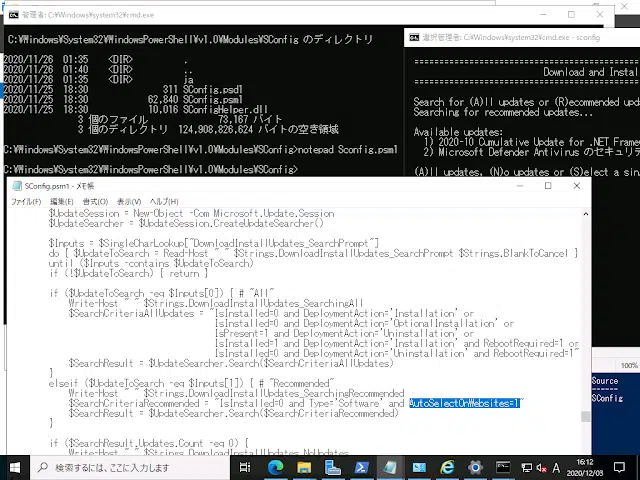 管理者: C:\Windows\system32\cmd.exe
C:\Windows\System32\WindowsPowerShell\v1.0\Modules\SConfig のディレクトリ
2020/11/26  01:35    <DIR>          .
2020/11/26  01:40    <DIR>          ..
2020/11/26  01:35    <DIR>          ja
2020/11/25  18:30               311 SConfig.psd1
2020/11/25  18:30            62,840 SConfig.psm1
2020/11/25  18:30            10,016 SConfigHelper.dll
3 個のファイル              73,167 バイト
3 個のディレクトリ  124,908,826,624 バイトの空き領域
C:\Windows\System32\WindowsPowerShell\v1.0\Modules\SConfig>notepad Sconfig.psm1
C:\Windows\System32\WindowsPowerShell\v1.0\Modules\SConfig>
選択管理者: C:\Windows\system32\cmd.exe - sconfig
Download and Instal
Search for (A)ll updates or (R)ecommended up
Searching for recommended updates...
Available updates:
1) 2020-10 Cumulative Update for .NET Framew
2) Microsoft Defender Antivirus のセキュリテ
(A)ll updates, (N)o updates or (S)elect a sin
SConfig.psm1 - メモ帳
ファイル(F) 編集(E) 書式(O) 表示(V) ヘルプ(H)
$UpdateSession = New-Object -Com Microsoft.Update.Session
$UpdateSearcher = $UpdateSession.CreateUpdateSearcher()
$Inputs = $SingleCharLookup["DownloadInstallUpdates_SearchPrompt"]
do { $UpdateToSearch = Read-Host " " $Strings.DownloadInstallUpdates_SearchPrompt $Strings.BlankToCancel }
until ($Inputs -contains $UpdateToSearch)
if (!$UpdateToSearch) { return }
if ($UpdateToSearch -eq $Inputs[0]) { # "All"
Write-Host " " $Strings.DownloadInstallUpdates_SearchingAll
$SearchCriteriaAllUpdates = "IsInstalled=0 and DeploymentAction='Installation' or
IsInstalled=0 and DeploymentAction='OptionalInstallation' or
IsPresent=1 and DeploymentAction='Uninstallation' or
IsInstalled=1 and DeploymentAction='Installation' and RebootRequired=1 or
IsInstalled=0 and DeploymentAction='Uninstallation' and RebootRequired=1"
$SearchResult = $UpdateSearcher.Search($SearchCriteriaAllUpdates)
}
elseif ($UpdateToSearch -eq $Inputs[1]) { # "Recommended"
Write-Host " " $Strings.DownloadInstallUpdates_SearchingRecommended
$SearchCriteriaRecommended = "IsInstalled=0 and Type='Software' and AutoSelectOnWebsites=1"
$SearchResult = $UpdateSearcher.Search($SearchCriteriaRecommended)
}
if ($SearchResult.Updates.Count -eq 0) {
Write-Host " " $Strings.DownloadInstallUpdates_NoUpdates
100%
Source
SConfig
検索するには、ここに入力します
A
16:12
2020/12/03